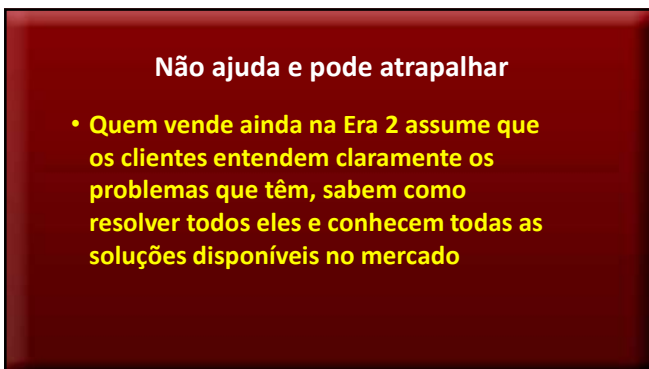 Não ajuda e pode atrapalhar
• Quem vende ainda na Era 2 assume que
os clientes entendem claramente os
problemas que têm, sabem como
resolver todos eles e conhecem todas as
soluções disponíveis no mercado